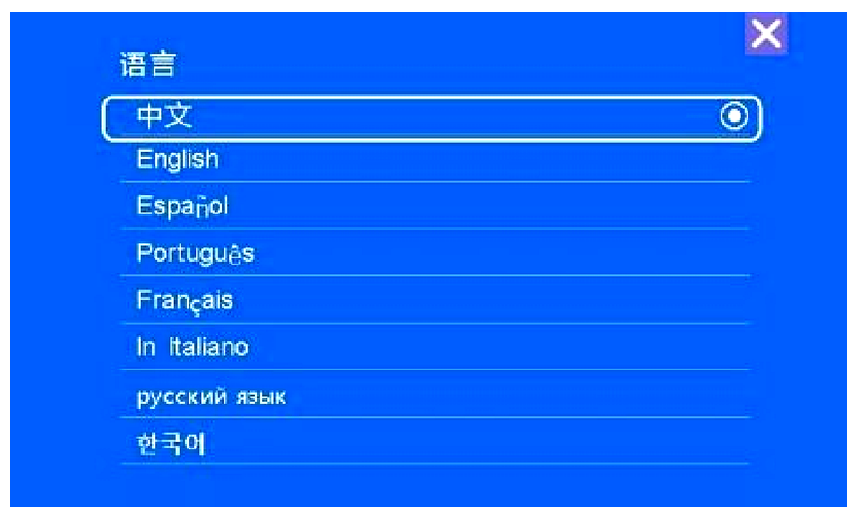 语言
中文
English
Español
Português
Français
In Italiano
русский язык
한국어